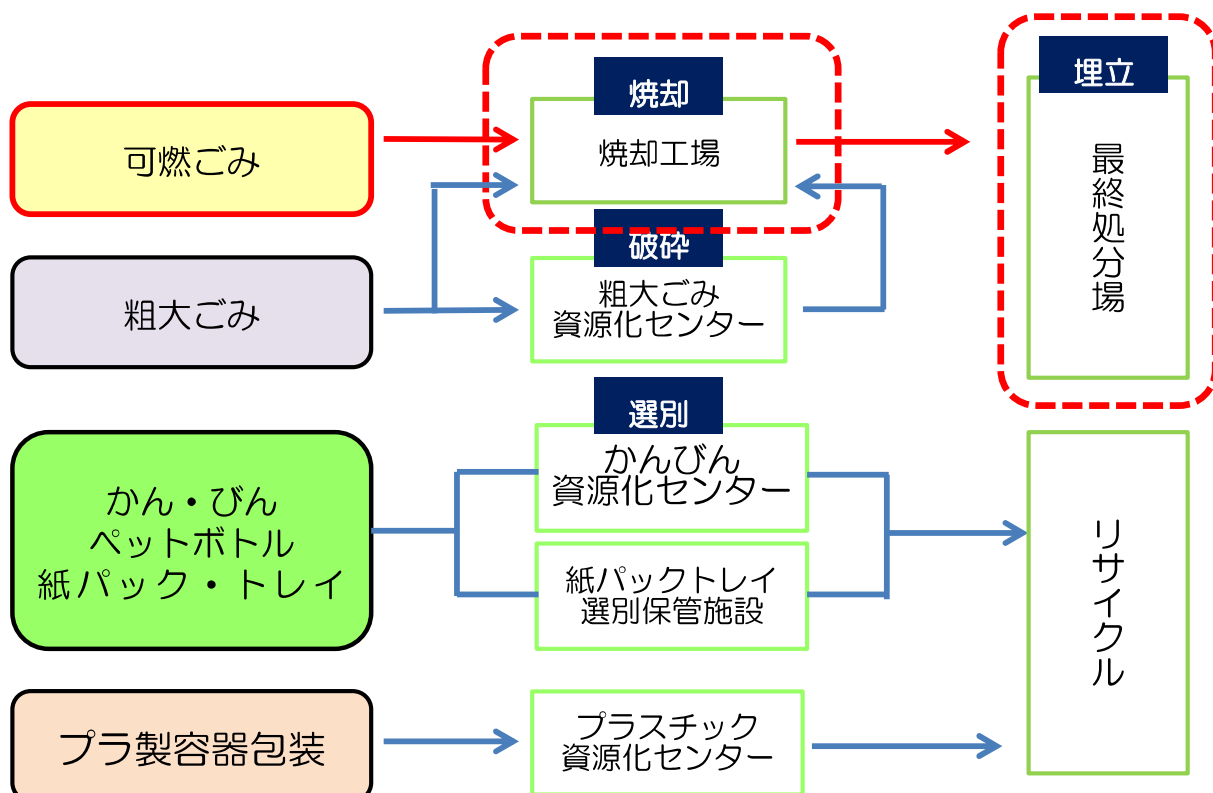 可燃ごみ
焼却
焼却工場
埋立
最終処分場
粗大ごみ
破砕
粗大ごみ
資源化センター
かん・びん
ペットボトル
紙パック・トレイ
選別
かんびん
資源化センター
紙パックトレイ
選別保管施設
リサイクル
プラ製容器包装
プラスチック
資源化センター